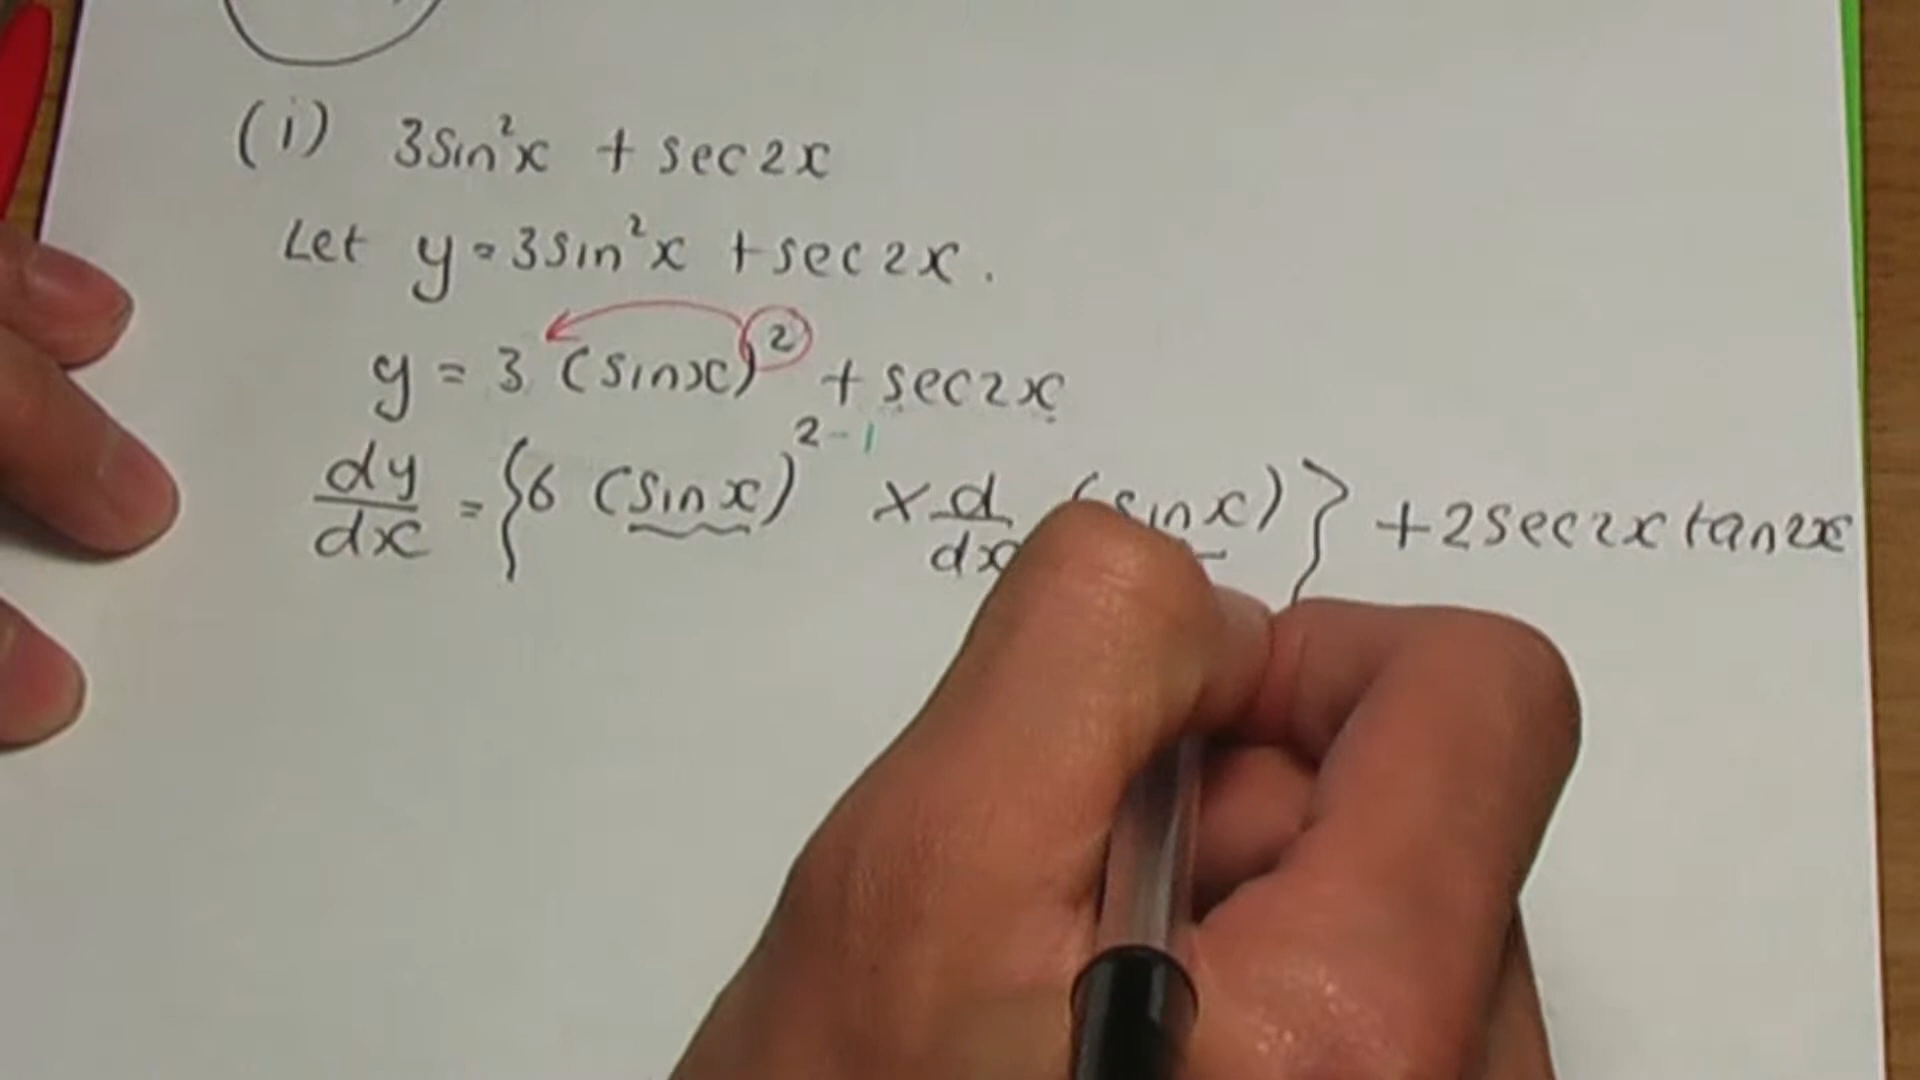 (i) 3sin²x + sec2x
Let y=3sin²x +sec2x.
y = 3 (sinx)² + sec2x
dy/dx = {6 (sinx)²⁻¹ × d/dx (sinx)} +2sec2x tan2x